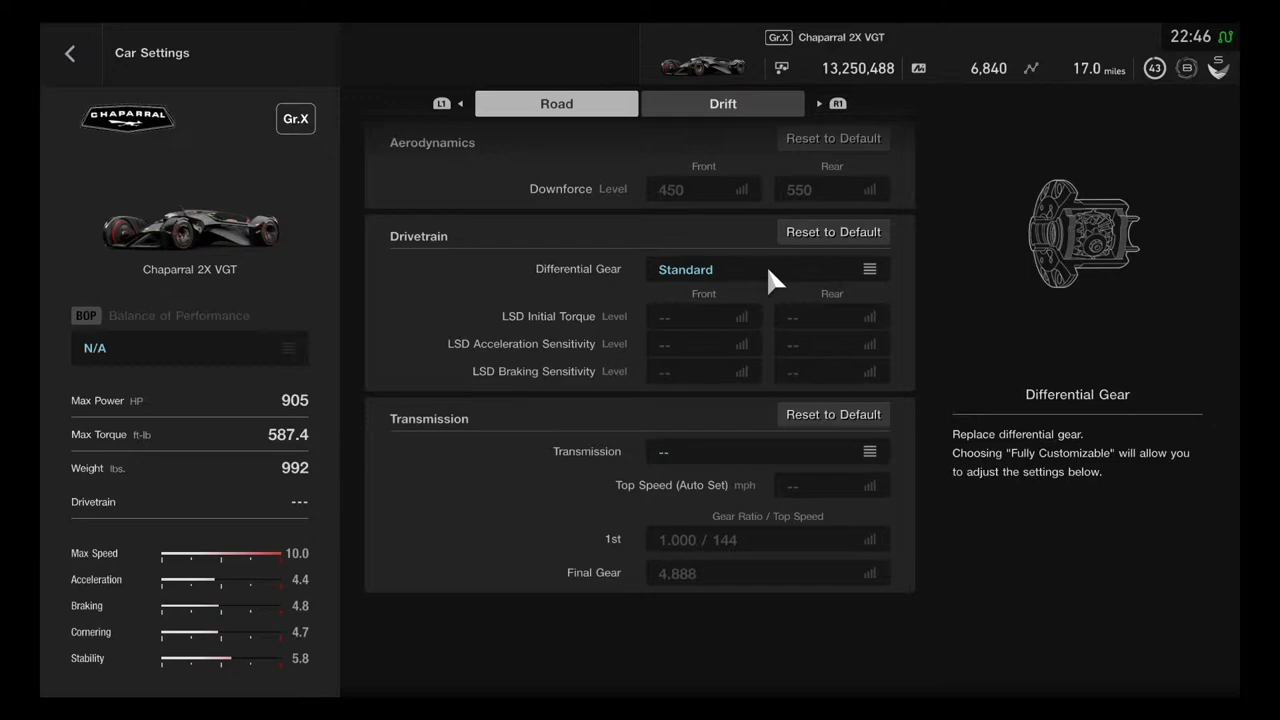 Car Settings
Gr.X Chaparral 2X VGT
22:46
13,250,488 6,840 17.0 miles 43 B S
CHAPARRAL
Gr.X
Chaparral 2X VGT
BOP Balance of Performance
N/A
Max Power HP 905
Max Torque ft-lb 587.4
Weight lbs. 992
Drivetrain ---
Max Speed 10.0
Acceleration 4.4
Braking 4.8
Cornering 4.7
Stability 5.8
L1 Road Drift R1
Aerodynamics Reset to Default
Front Rear
Downforce Level 450 550
Drivetrain Reset to Default
Differential Gear Standard
Front Rear
LSD Initial Torque Level -- --
LSD Acceleration Sensitivity Level -- --
LSD Braking Sensitivity Level -- --
Transmission Reset to Default
Transmission --
Top Speed (Auto Set) mph --
Gear Ratio / Top Speed
1st 1.000 / 144
Final Gear 4.888
Differential Gear
Replace differential gear.
Choosing "Fully Customizable" will allow you
to adjust the settings below.